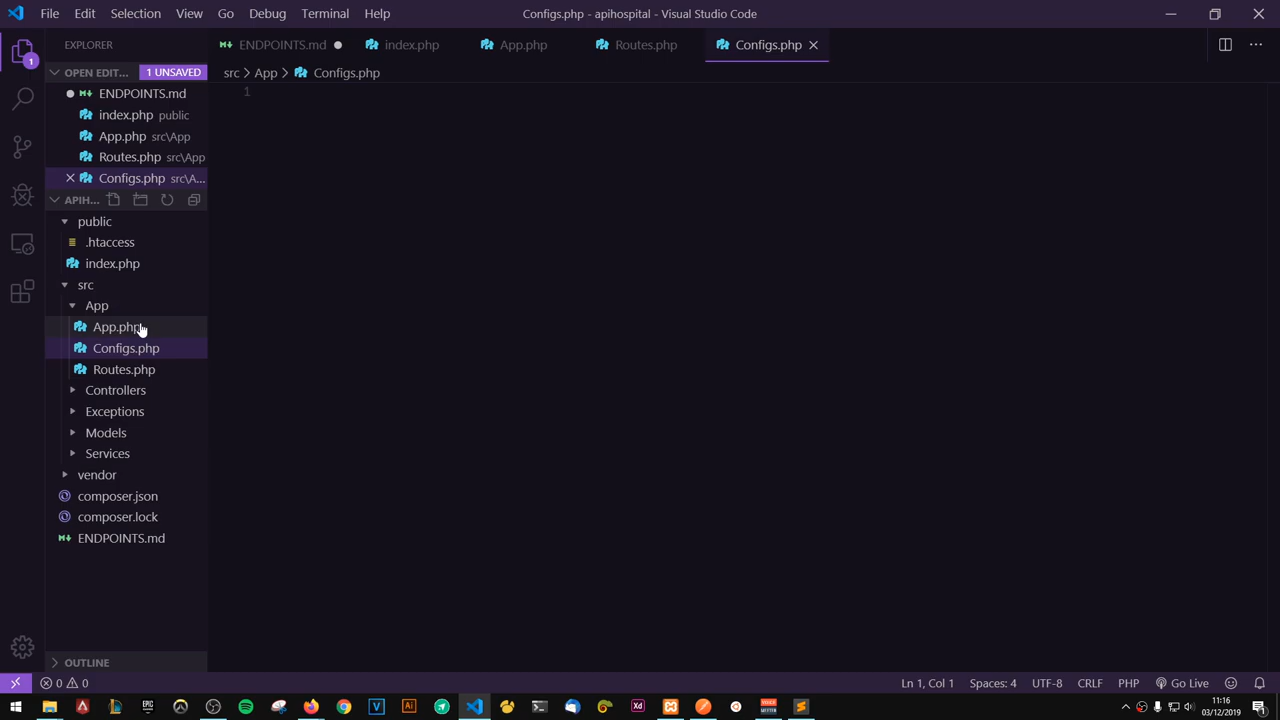 File Edit Selection View Go Debug Terminal Help Configs.php - apihospital - Visual Studio Code
EXPLORER
ENDPOINTS.md index.php App.php Routes.php Configs.php
OPEN EDIT... 1 UNSAVED
src App Configs.php
ENDPOINTS.md
1
index.php public
App.php src\App
Routes.php src\App
Configs.php src\A...
APIH...
public
.htaccess
index.php
src
App
App.php
Configs.php
Routes.php
Controllers
Exceptions
Models
Services
vendor
composer.json
composer.lock
ENDPOINTS.md
OUTLINE
0 0 Ln 1, Col 1 Spaces: 4 UTF-8 CRLF PHP Go Live
11:16
03/12/2019